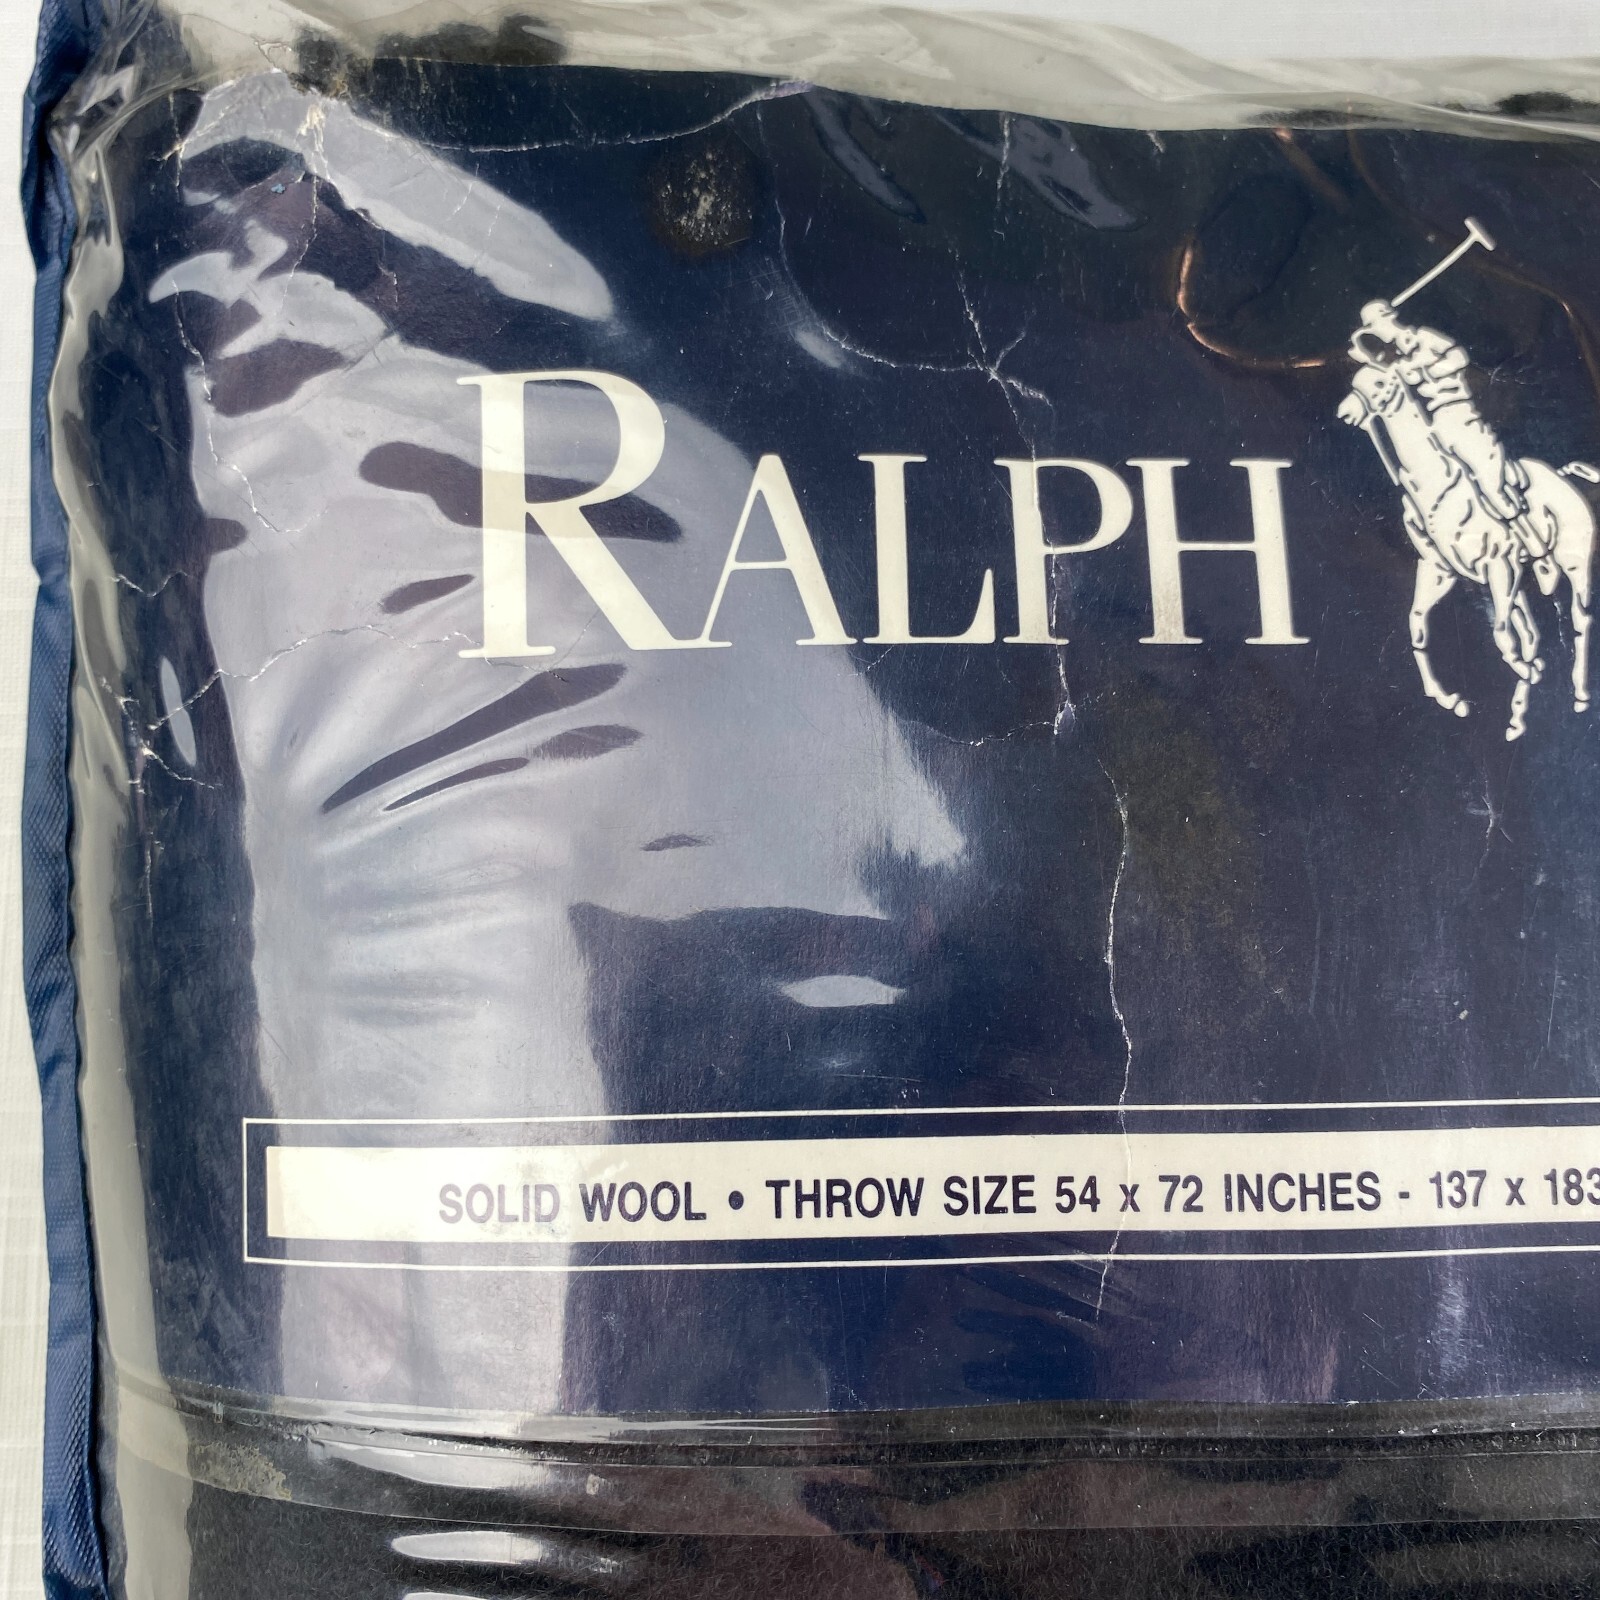 RALPH
SOLID WOOL • THROW SIZE 54 x 72 INCHES - 137 x 183